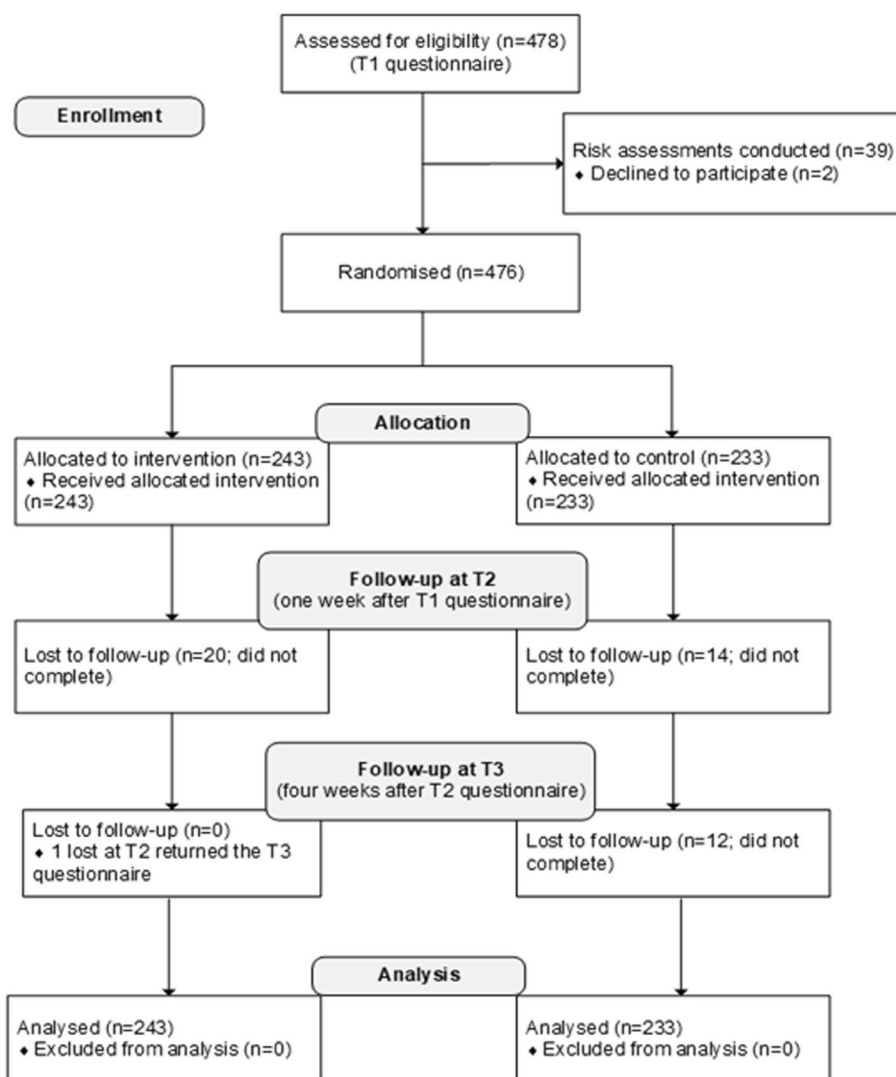 Assessed for eligibility (n=478)
(T1 questionnaire)
Enrollment
Risk assessments conducted (n=39)
♦ Declined to participate (n=2)
Randomised (n=476)
Allocation
Allocated to intervention (n=243)
♦ Received allocated intervention
(n=243)
Allocated to control (n=233)
♦ Received allocated intervention
(n=233)
Follow-up at T2
(one week after T1 questionnaire)
Lost to follow-up (n=20; did not
complete)
Lost to follow-up (n=14; did not
complete)
Follow-up at T3
(four weeks after T2 questionnaire)
Lost to follow-up (n=0)
♦ 1 lost at T2 returned the T3
questionnaire
Lost to follow-up (n=12; did not
complete)
Analysis
Analysed (n=243)
♦ Excluded from analysis (n=0)
Analysed (n=233)
♦ Excluded from analysis (n=0)